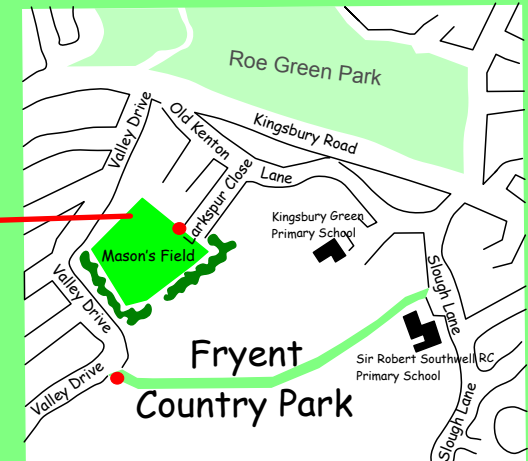 Roe Green Park
Valley Drive
Old Kenton
Lane
Kingsbury Road
Larkspur Close
Kingsbury Green
Primary School
Mason's Field
Valley Drive
Slough Lane
Fryent
Country Park
Sir Robert Southwell RC
Primary School
Valley Drive
Slough Lane